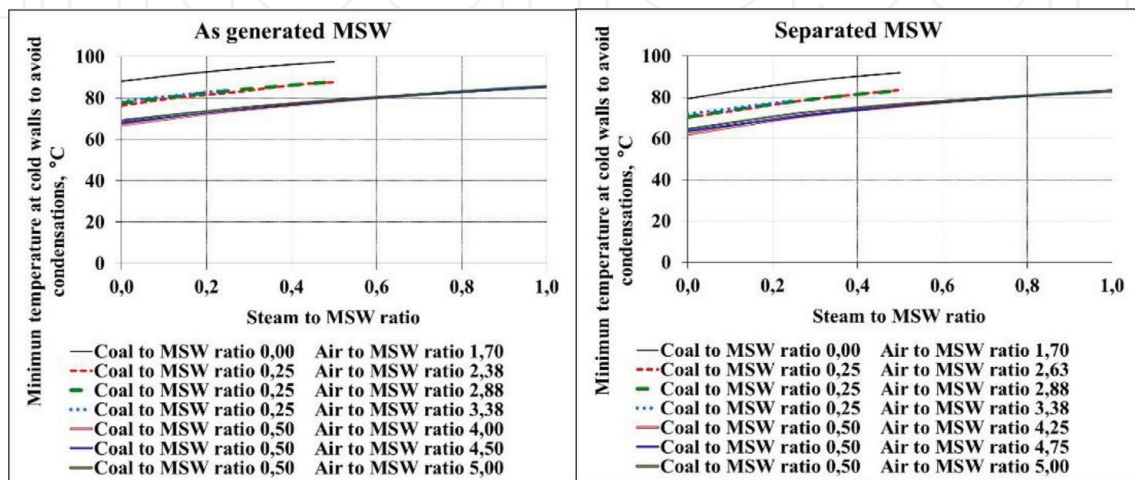 As generated MSW
Minimun temperature at cold walls to avoid
condensations, °C
100
80
60
40
20
0
0,0 0,2 0,4 0,6 0,8 1,0
Steam to MSW ratio
Coal to MSW ratio 0,00 Air to MSW ratio 1,70
Coal to MSW ratio 0,25 Air to MSW ratio 2,38
Coal to MSW ratio 0,25 Air to MSW ratio 2,88
Coal to MSW ratio 0,25 Air to MSW ratio 3,38
Coal to MSW ratio 0,50 Air to MSW ratio 4,00
Coal to MSW ratio 0,50 Air to MSW ratio 4,50
Coal to MSW ratio 0,50 Air to MSW ratio 5,00
Separated MSW
Minimun temperature at cold walls to avoid
condensations, °C
100
80
60
40
20
0
0,0 0,2 0,4 0,6 0,8 1,0
Steam to MSW ratio
Coal to MSW ratio 0,00 Air to MSW ratio 1,70
Coal to MSW ratio 0,25 Air to MSW ratio 2,63
Coal to MSW ratio 0,25 Air to MSW ratio 2,88
Coal to MSW ratio 0,25 Air to MSW ratio 3,38
Coal to MSW ratio 0,50 Air to MSW ratio 4,25
Coal to MSW ratio 0,50 Air to MSW ratio 4,75
Coal to MSW ratio 0,50 Air to MSW ratio 5,00